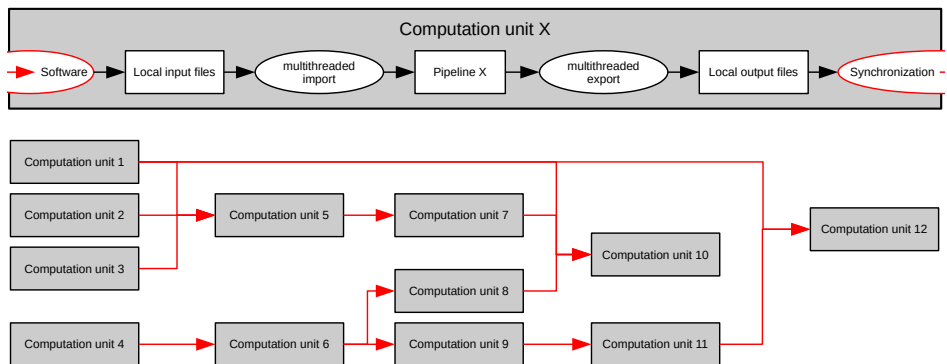 Computation unit X
Software
Local input files
multithreaded
import
Pipeline X
multithreaded
export
Local output files
Synchronization
Computation unit 1
Computation unit 2
Computation unit 5
Computation unit 7
Computation unit 12
Computation unit 3
Computation unit 10
Computation unit 8
Computation unit 4
Computation unit 6
Computation unit 9
Computation unit 11